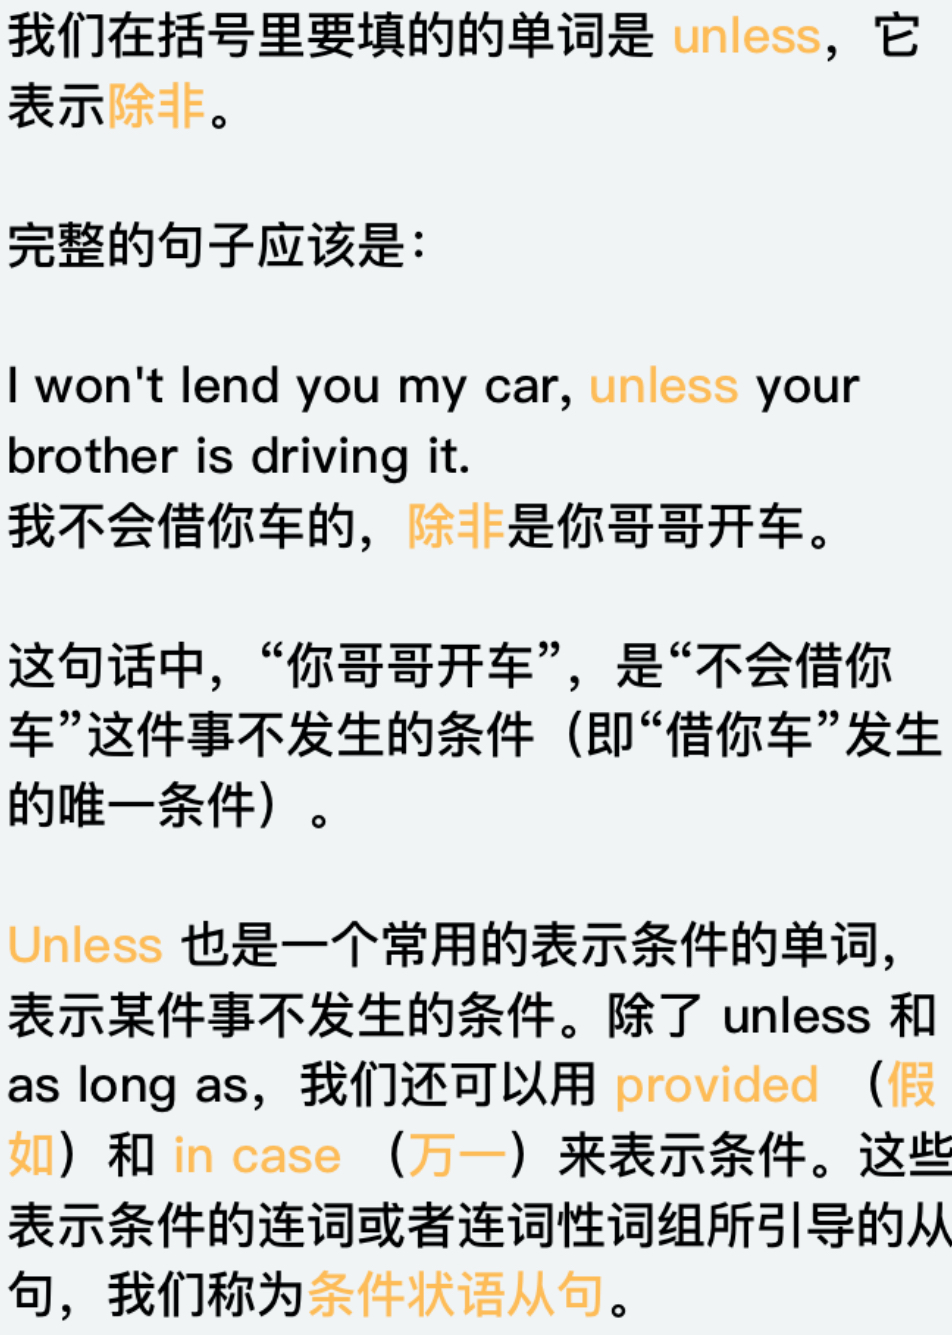 我们在括号里要填的的单词是 unless，它
表示除非。
完整的句子应该是：
I won't lend you my car, unless your
brother is driving it.
我不会借你车的，除非是你哥哥开车。
这句话中，“你哥哥开车”，是“不会借你
车”这件事不发生的条件（即“借你车”发生
的唯一条件）。
Unless 也是一个常用的表示条件的单词，
表示某件事不发生的条件。除了 unless 和
as long as，我们还可以用 provided （假
如）和 in case （万一）来表示条件。这些
表示条件的连词或者连词性词组所引导的从
句，我们称为条件状语从句。